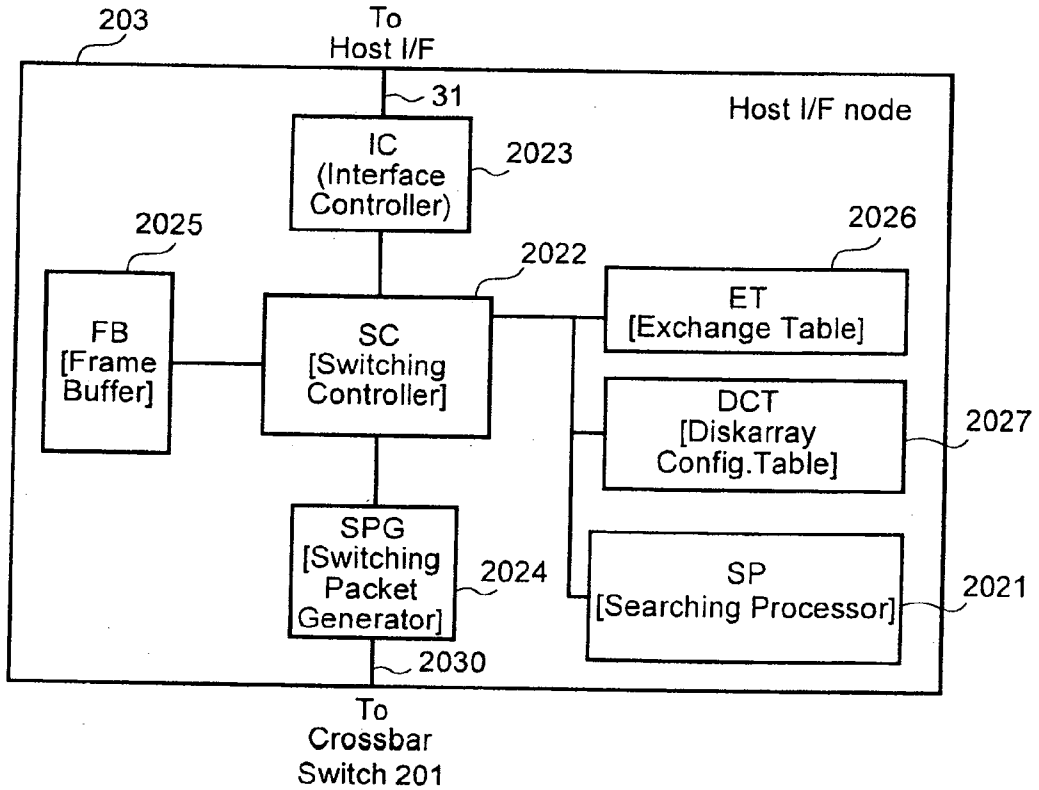 203
To
Host I/F
31
Host I/F node
IC
(Interface
Controller)
2023
2025
2022
2026
FB
[Frame
Buffer]
SC
[Switching
Controller]
ET
[Exchange Table]
DCT
[Diskarray
Config.Table]
2027
SPG
[Switching
Packet
Generator]
2024
SP
[Searching Processor]
2021
2030
To
Crossbar
Switch 201